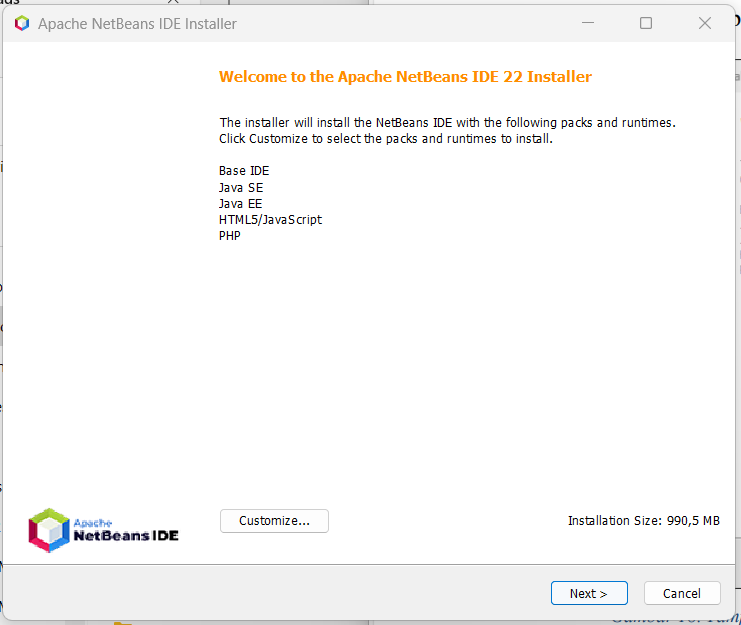 Apache NetBeans IDE Installer
Welcome to the Apache NetBeans IDE 22 Installer
The installer will install the NetBeans IDE with the following packs and runtimes.
Click Customize to select the packs and runtimes to install.
Base IDE
Java SE
Java EE
HTML5/JavaScript
PHP
Apache
NetBeans IDE
Customize...
Installation Size: 990,5 MB
Next >
Cancel